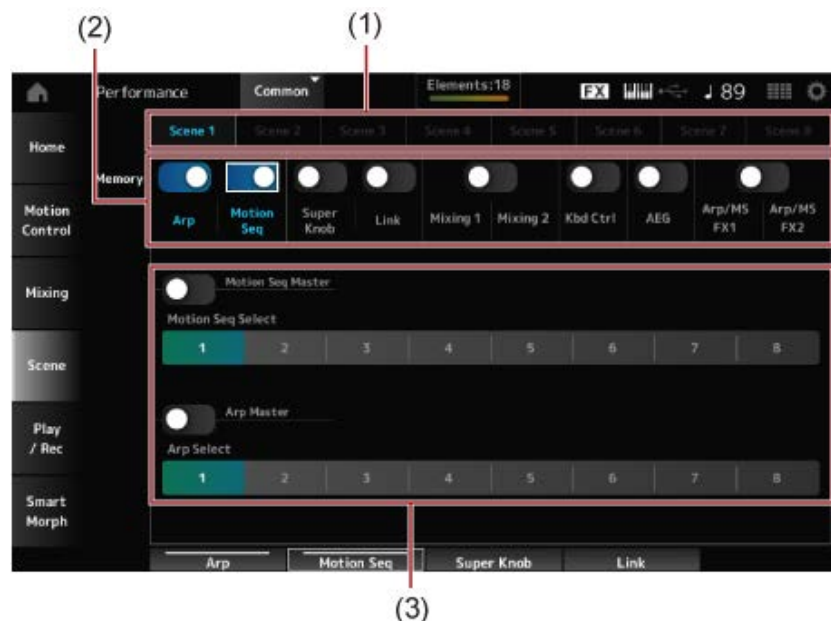 (2) (1)
Performance Common Elements:18 FX 89
Scene 1 Scene 2 Scene 3 Scene 4 Scene 5 Scene 6 Scene 7 Scene 8
Home
Memory
Arp Motion Seq Super Knob Link Mixing 1 Mixing 2 Kbd Ctrl AEG Arp/MS FX1 Arp/MS FX2
Motion Control
Mixing
Motion Seq Master
Motion Seq Select
1 2 3 4 5 6 7 8
Scene
Arp Master
Play / Rec
Arp Select
1 2 3 4 5 6 7 8
Smart Morph
Arp Motion Seq Super Knob Link
(3)